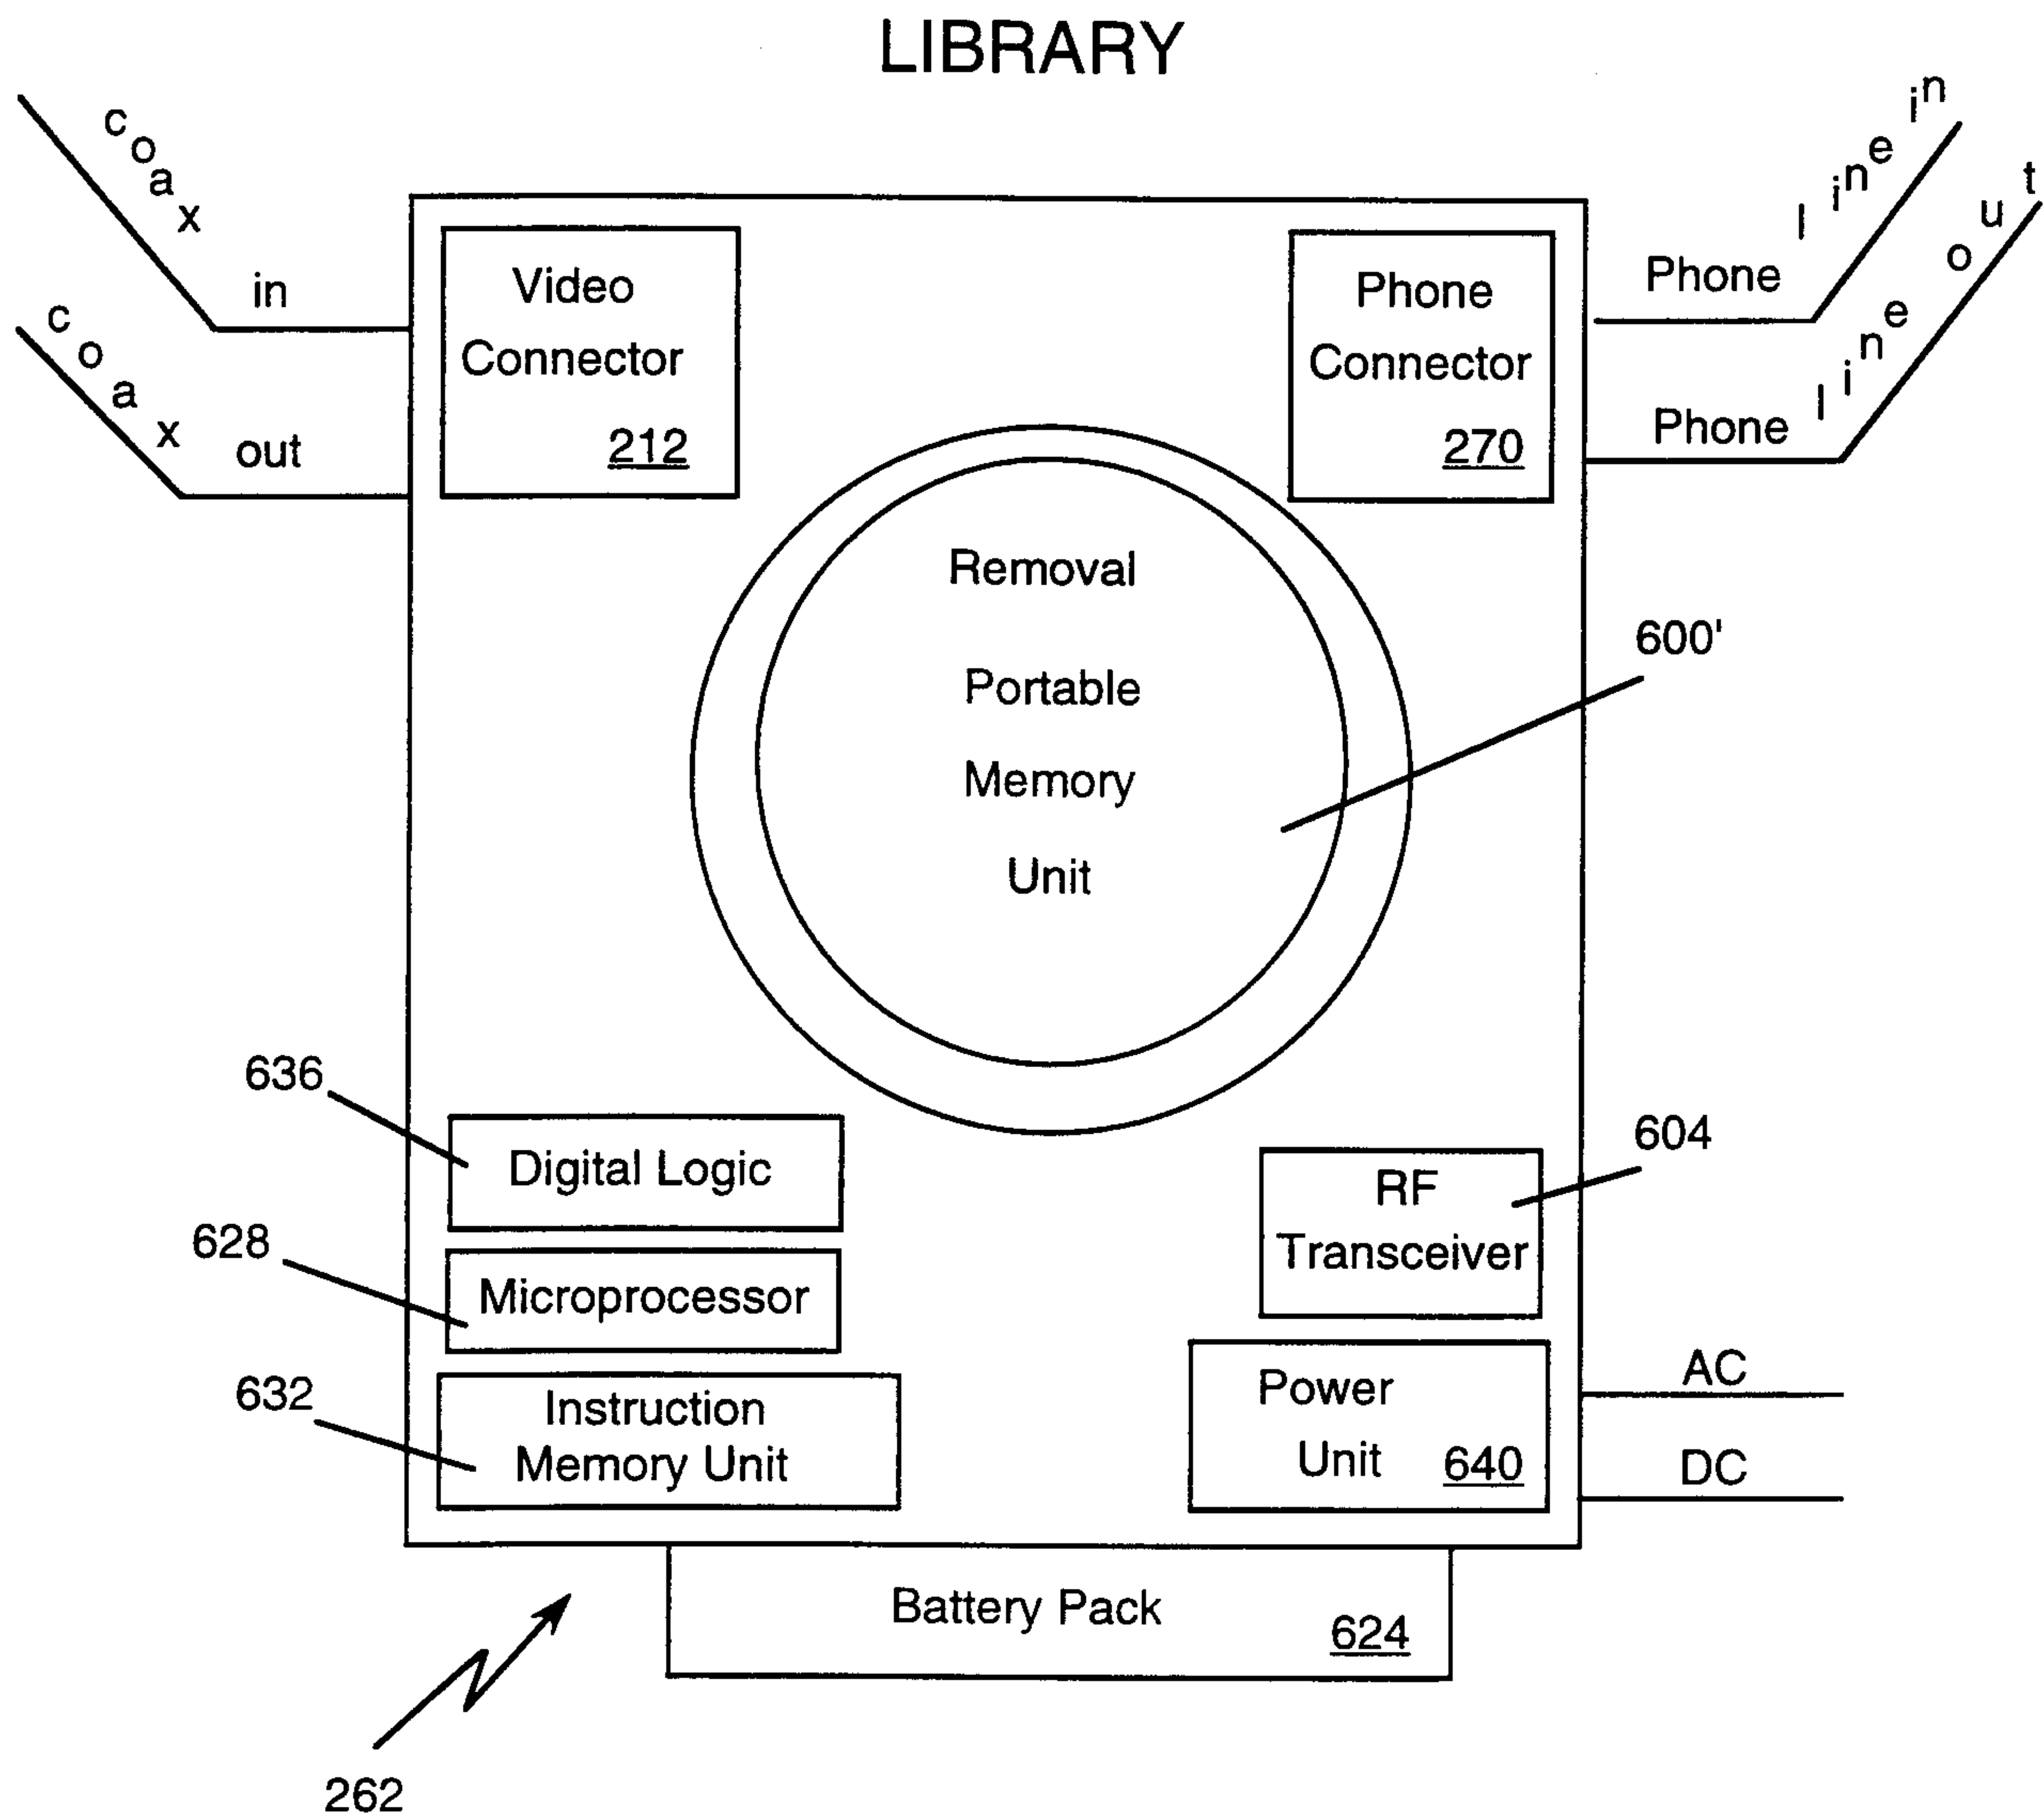 LIBRARY
coax in
coax out
Video
Connector
212
Phone
Connector
270
Phone line in
Phone line out
Removal
Portable
Memory
Unit
600'
636
Digital Logic
628
Microprocessor
632
Instruction
Memory Unit
604
RF
Transceiver
Power
Unit 640
AC
DC
Battery Pack 624
262